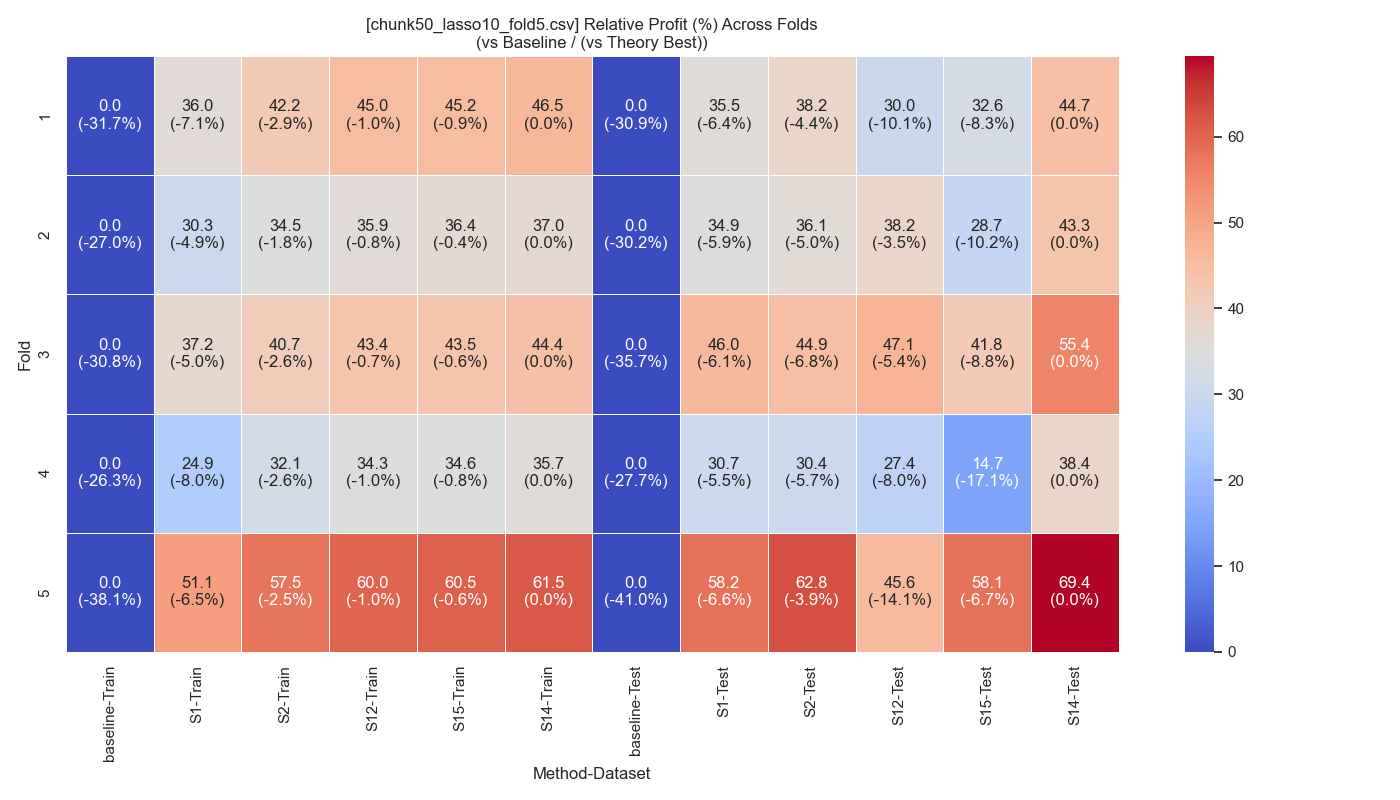 [chunk50_lasso10_fold5.csv] Relative Profit (%) Across Folds
(vs Baseline / (vs Theory Best))
Fold
1
0.0 36.0 42.2 45.0 45.2 46.5 0.0 35.5 38.2 30.0 32.6 44.7
(-31.7%) (-7.1%) (-2.9%) (-1.0%) (-0.9%) (0.0%) (-30.9%) (-6.4%) (-4.4%) (-10.1%) (-8.3%) (0.0%)
2
0.0 30.3 34.5 35.9 36.4 37.0 0.0 34.9 36.1 38.2 28.7 43.3
(-27.0%) (-4.9%) (-1.8%) (-0.8%) (-0.4%) (0.0%) (-30.2%) (-5.9%) (-5.0%) (-3.5%) (-10.2%) (0.0%)
3
0.0 37.2 40.7 43.4 43.5 44.4 0.0 46.0 44.9 47.1 41.8 55.4
(-30.8%) (-5.0%) (-2.6%) (-0.7%) (-0.6%) (0.0%) (-35.7%) (-6.1%) (-6.8%) (-5.4%) (-8.8%) (0.0%)
4
0.0 24.9 32.1 34.3 34.6 35.7 0.0 30.7 30.4 27.4 14.7 38.4
(-26.3%) (-8.0%) (-2.6%) (-1.0%) (-0.8%) (0.0%) (-27.7%) (-5.5%) (-5.7%) (-8.0%) (-17.1%) (0.0%)
5
0.0 51.1 57.5 60.0 60.5 61.5 0.0 58.2 62.8 45.6 58.1 69.4
(-38.1%) (-6.5%) (-2.5%) (-1.0%) (-0.6%) (0.0%) (-41.0%) (-6.6%) (-3.9%) (-14.1%) (-6.7%) (0.0%)
baseline-Train
S1-Train
S2-Train
S12-Train
S15-Train
S14-Train
baseline-Test
S1-Test
S2-Test
S12-Test
S15-Test
S14-Test
Method-Dataset
60
50
40
30
20
10
0